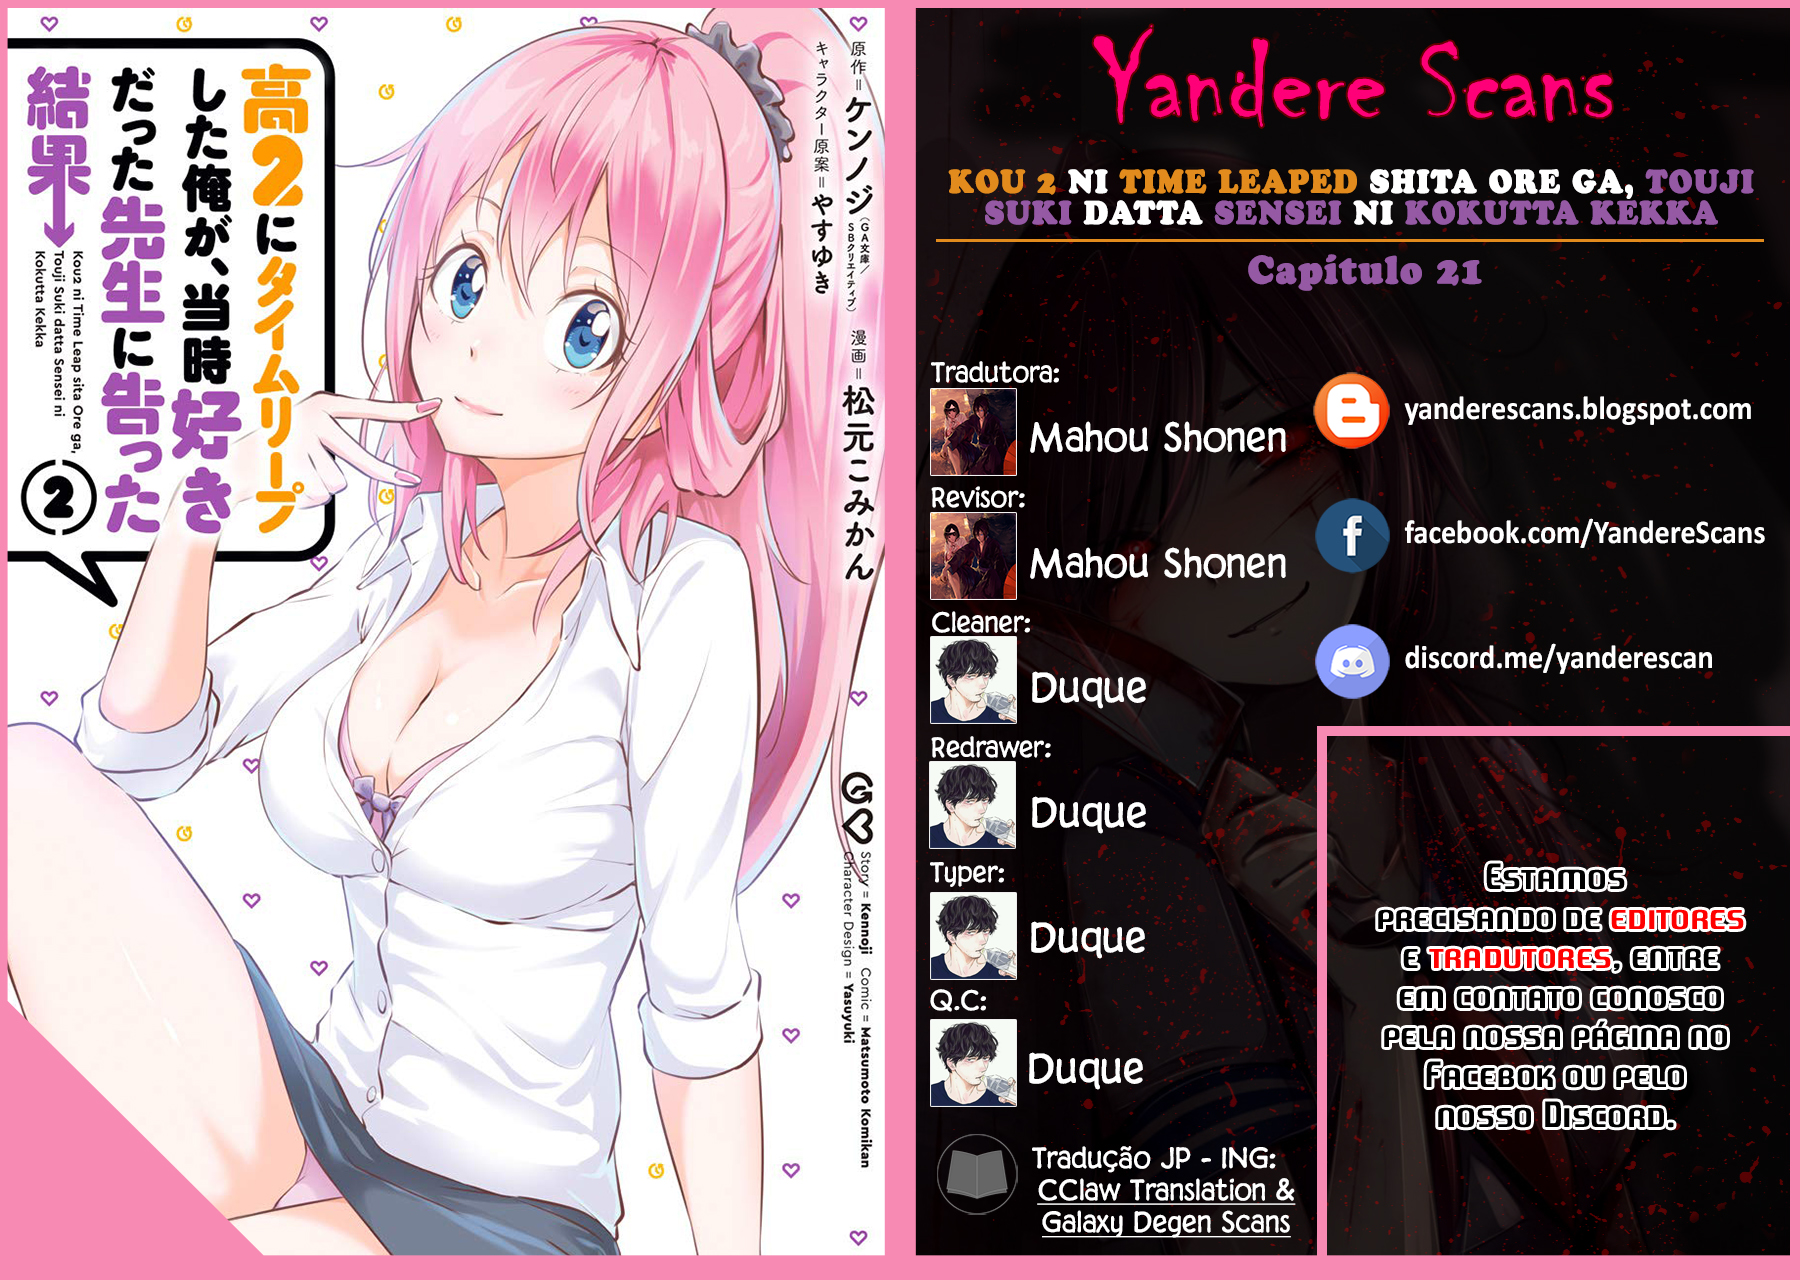 高2にタイムリープ
した俺が、当時好き
だった先生に告った
結果
Kou2 ni Time Leap sita Ore ga,
Touji Suki datta Sensei ni
Kokutta Kekka
2
原作＝ケンノジ（GA文庫／SBクリエイティブ）
漫画＝松元こみかん
キャラクター原案＝やすゆき
Story = Kennoji Comic = Matsumoto Komikan
Character Design = Yasuyuki
Yandere Scans
KOU 2 NI TIME LEAPED SHITA ORE GA, TOUJI
SUKI DATTA SENSEI NI KOKUTTA KEKKA
Capítulo 21
Tradutora:
Mahou Shonen
Revisor:
Mahou Shonen
Cleaner:
Duque
Redrawer:
Duque
Typer:
Duque
Q.C:
Duque
Tradução JP - ING:
CClaw Translation &
Galaxy Degen Scans
yanderescans.blogspot.com
facebook.com/YandereScans
discord.me/yanderescan
Estamos
precisando de editores
e tradutores, entre
em contato conosco
pela nossa página no
Facebok ou pelo
nosso Discord.